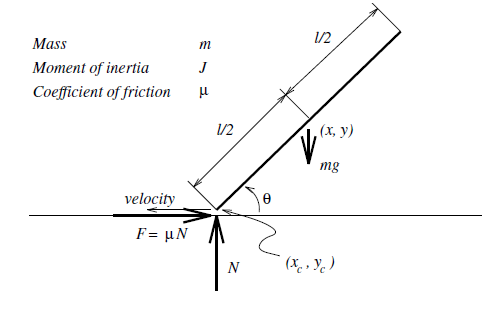 l/2
Mass m
Moment of inertia J
Coefficient of friction μ
l/2
(x, y)
mg
velocity
θ
F= μN
N
(x_c , y_c )